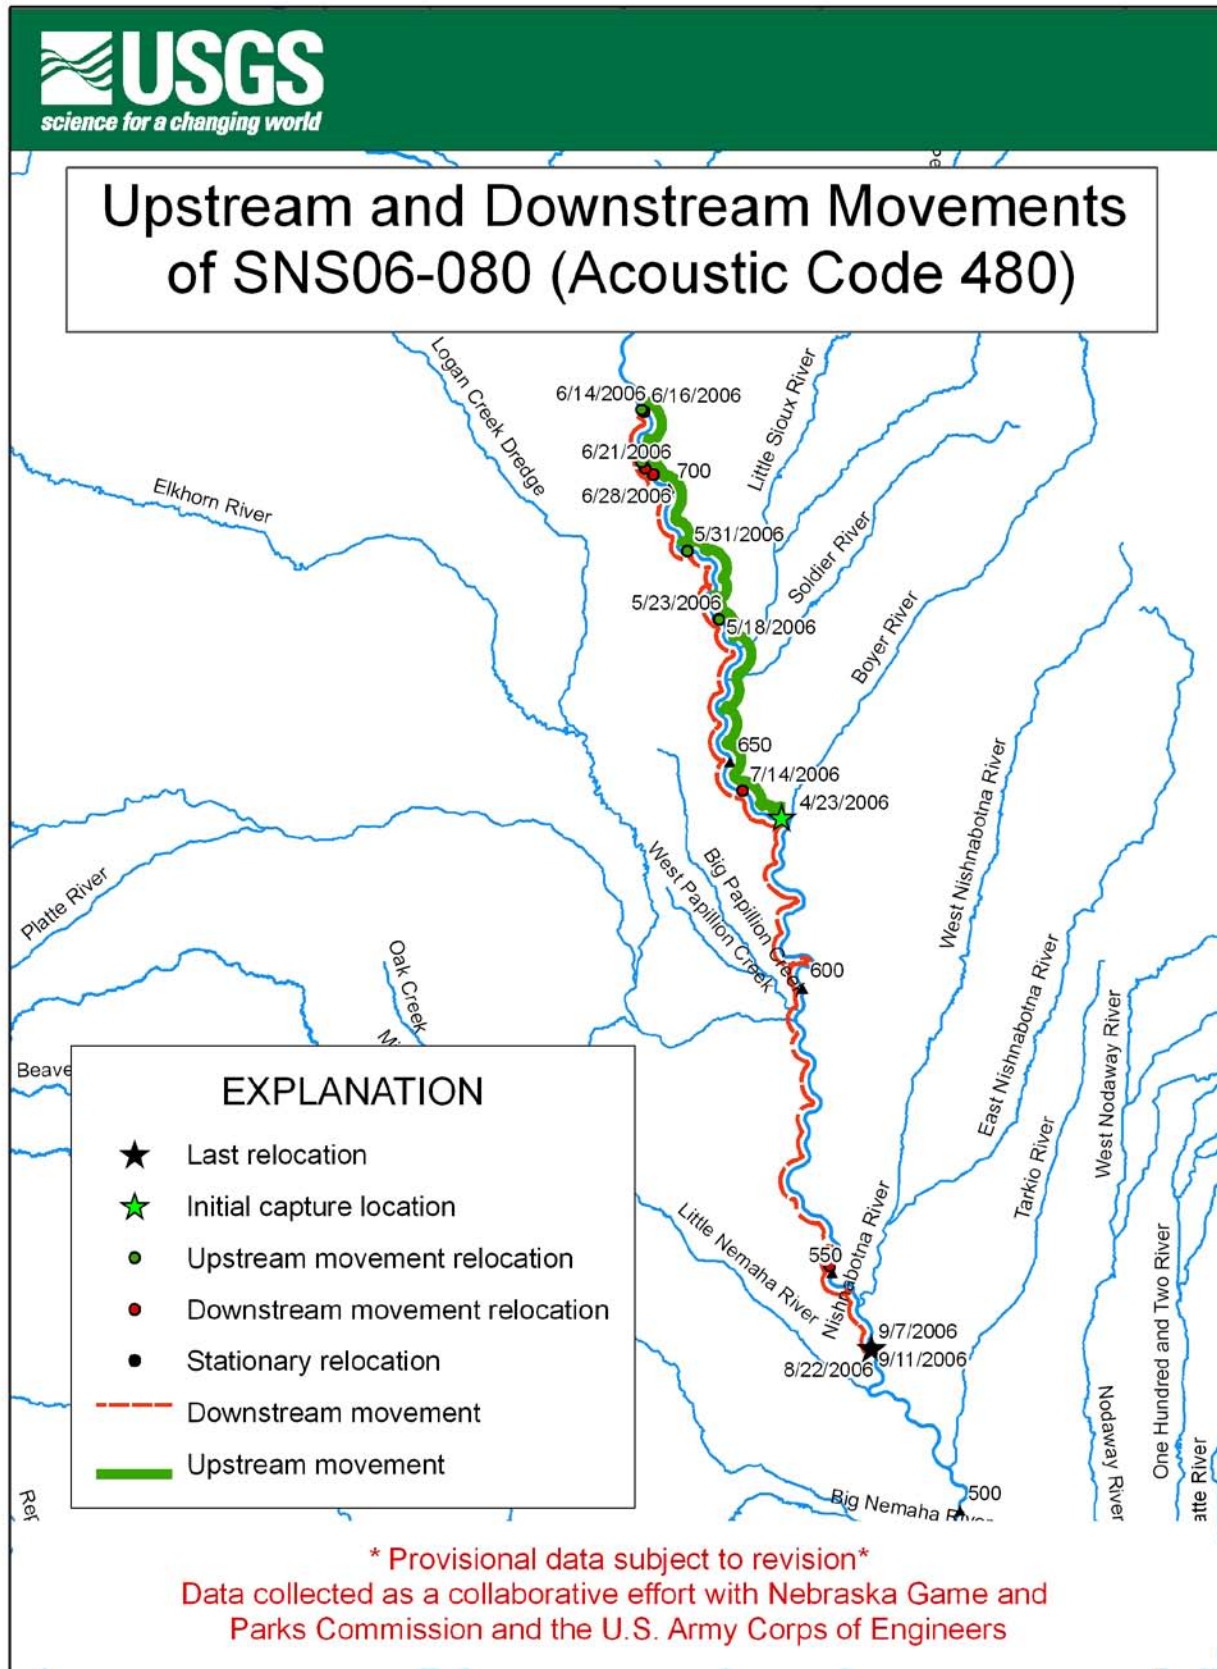 USGS
science for a changing world
Upstream and Downstream Movements
of SNS06-080 (Acoustic Code 480)
Logan Creek Dredge
Little Sioux River
6/14/2006
6/16/2006
6/21/2006
700
6/28/2006
Elkhorn River
5/31/2006
Soldier River
5/23/2006
5/18/2006
Boyer River
650
7/14/2006
4/23/2006
West Nishnabotna River
Big Papillion Creek
West Papillion Creek
Platte River
Oak Creek
600
East Nishnabotna River
West Nodaway River
Beave
Mi
Tarkio River
Little Nemaha River
Nishnabotna River
550
One Hundred and Two River
9/7/2006
9/11/2006
8/22/2006
Nodaway River
atte River
500
Big Nemaha River
EXPLANATION
Last relocation
Initial capture location
Upstream movement relocation
Downstream movement relocation
Stationary relocation
Downstream movement
Upstream movement
* Provisional data subject to revision*
Data collected as a collaborative effort with Nebraska Game and
Parks Commission and the U.S. Army Corps of Engineers